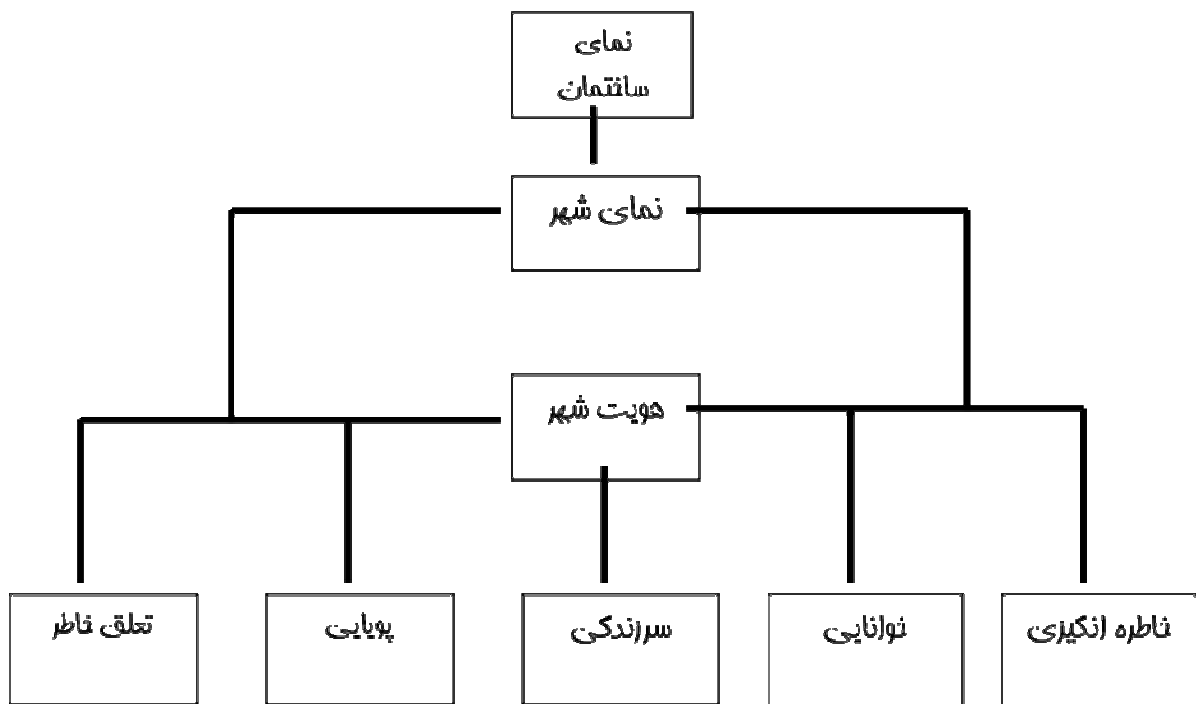 نمای
ساختمان
نمای شهر
هویت شهر
خاطره انگیزی
خوانایی
سرزندگی
پویایی
تعلق خاطر